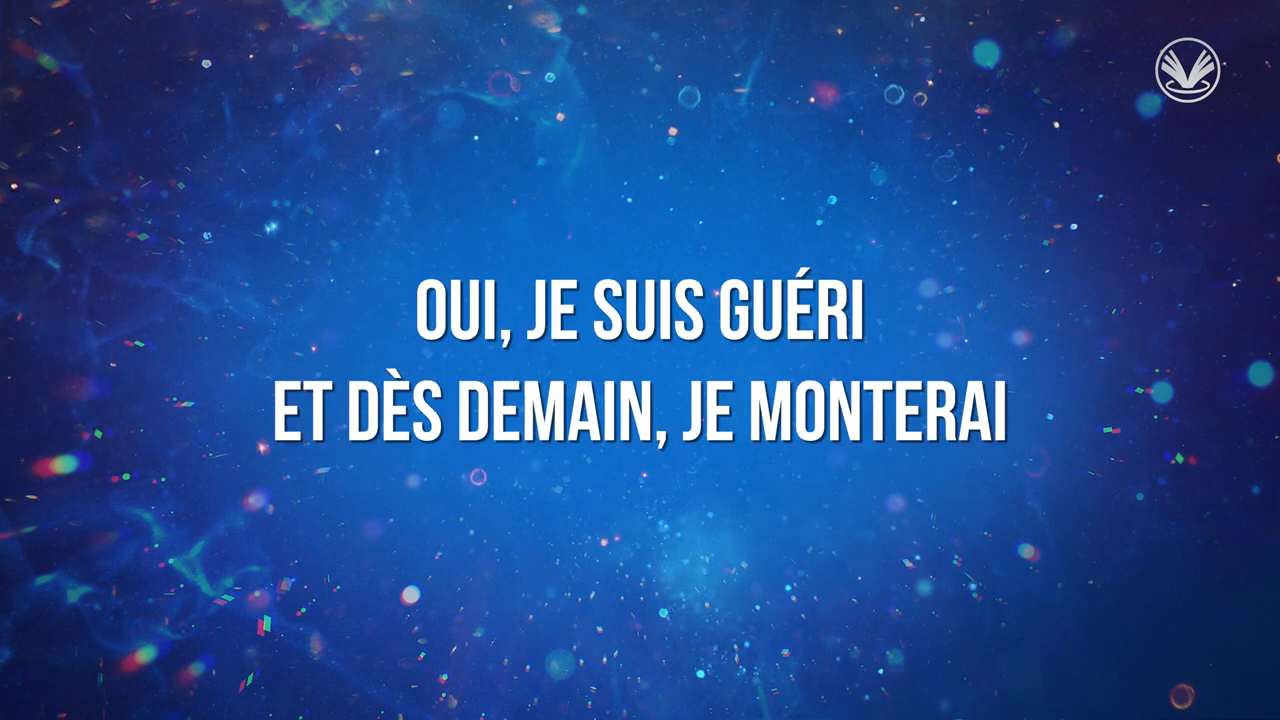 OUI, JE SUIS GUÉRI
ET DÈS DEMAIN, JE MONTERAI